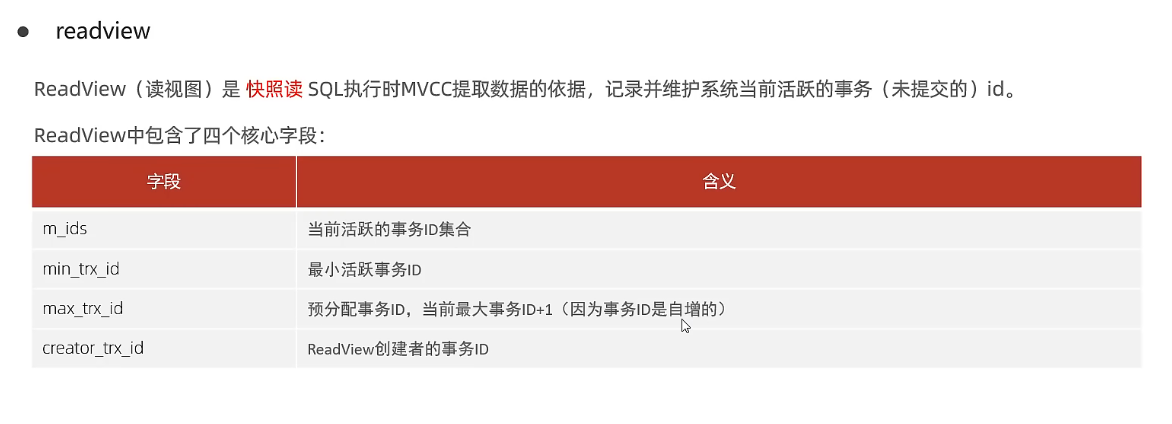 ● readview
ReadView（读视图）是 快照读 SQL执行时MVCC提取数据的依据，记录并维护系统当前活跃的事务（未提交的）id。
ReadView中包含了四个核心字段：
字段 含义
m_ids 当前活跃的事务ID集合
min_trx_id 最小活跃事务ID
max_trx_id 预分配事务ID，当前最大事务ID+1（因为事务ID是自增的）
creator_trx_id ReadView创建者的事务ID